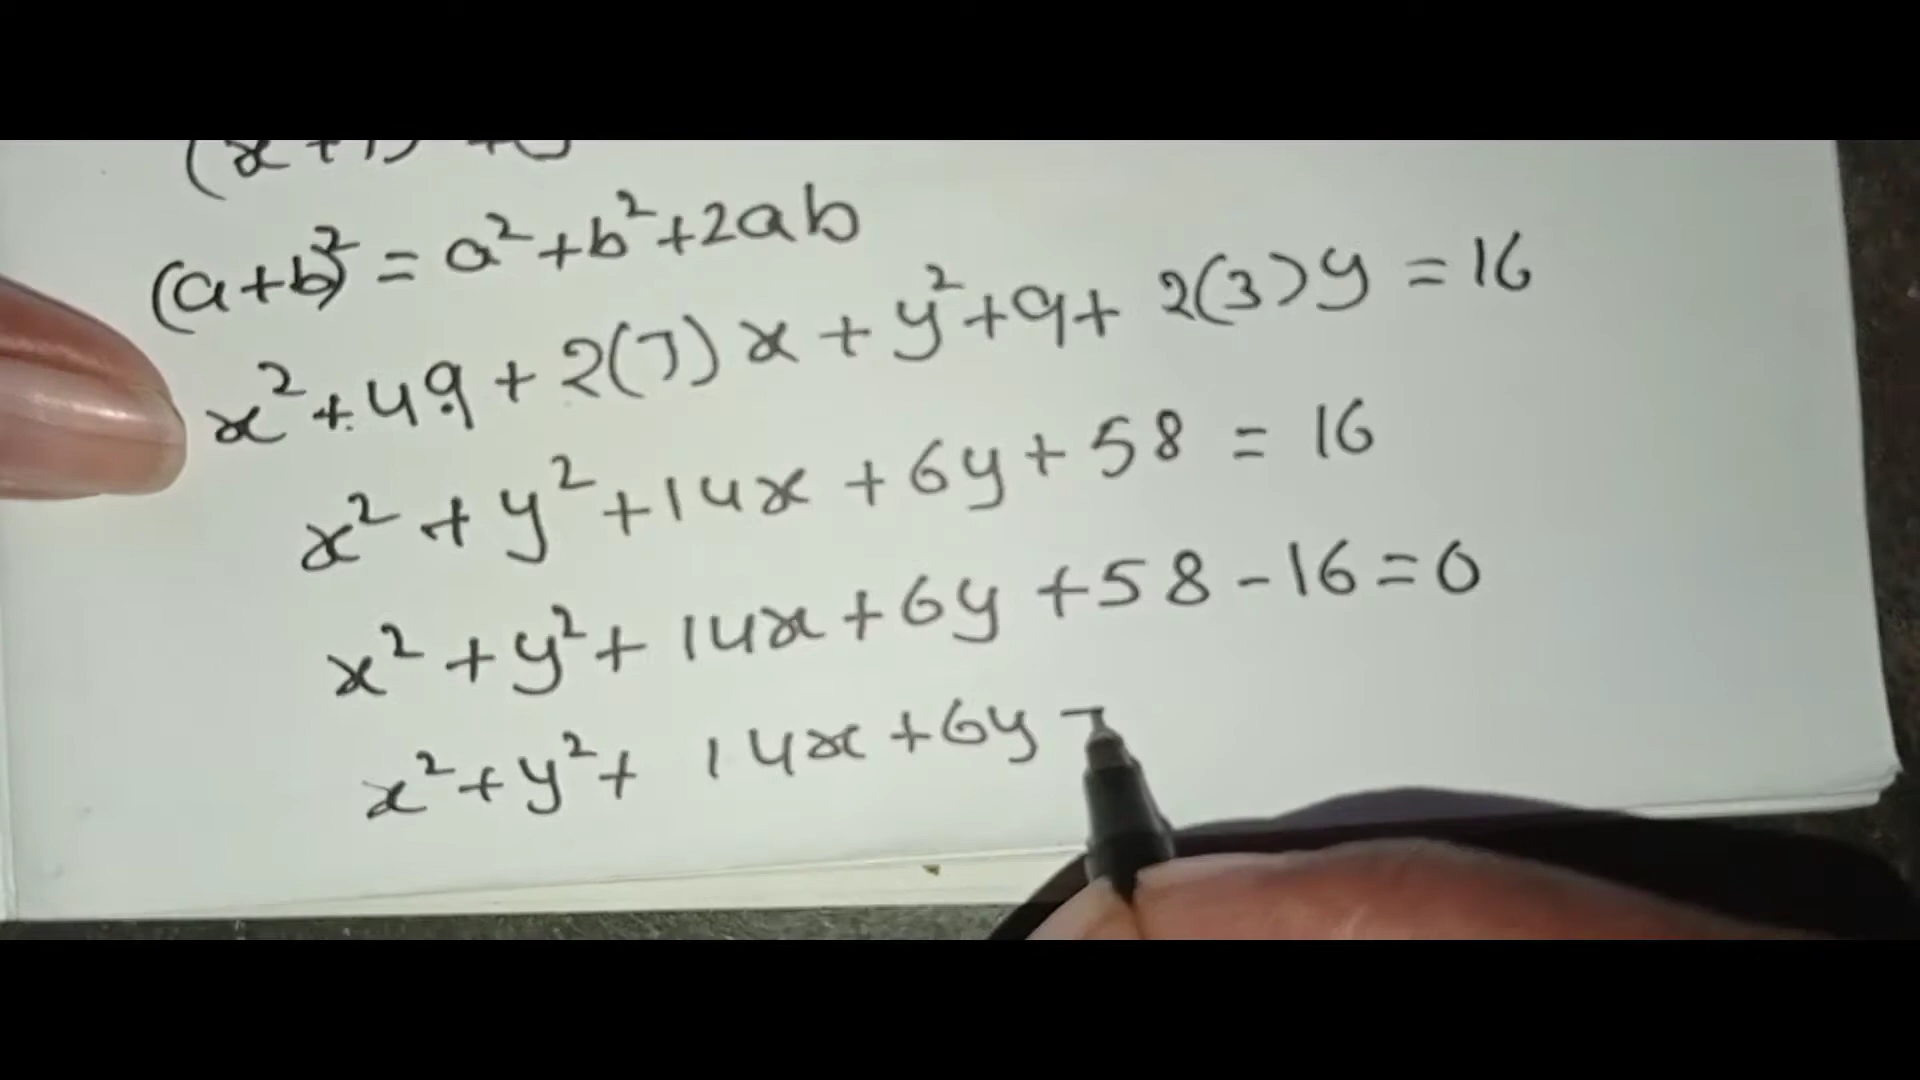 (a+b)² = a²+b²+2ab
x²+49+2(7)x+y²+9+2(3)y=16
x²+y²+14x+6y+58 = 16
x²+y²+14x+6y+58-16=0
x²+y²+14x+6y